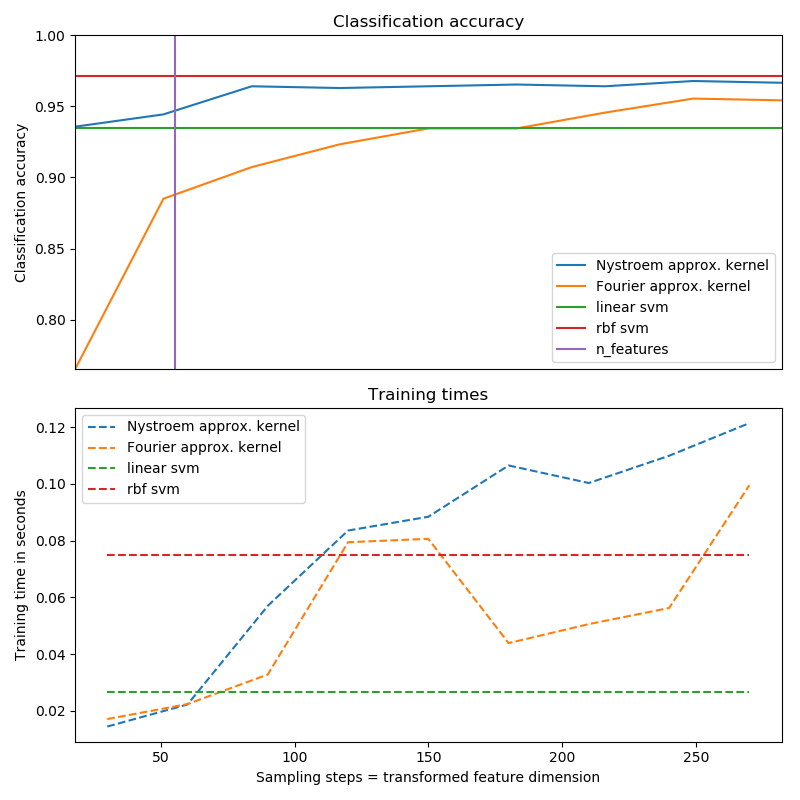 Classification accuracy
Classification accuracy
1.00
0.95
0.90
0.85
0.80
Nystroem approx. kernel
Fourier approx. kernel
linear svm
rbf svm
n_features
Training times
Training time in seconds
0.12
0.10
0.08
0.06
0.04
0.02
Nystroem approx. kernel
Fourier approx. kernel
linear svm
rbf svm
50 100 150 200 250
Sampling steps = transformed feature dimension